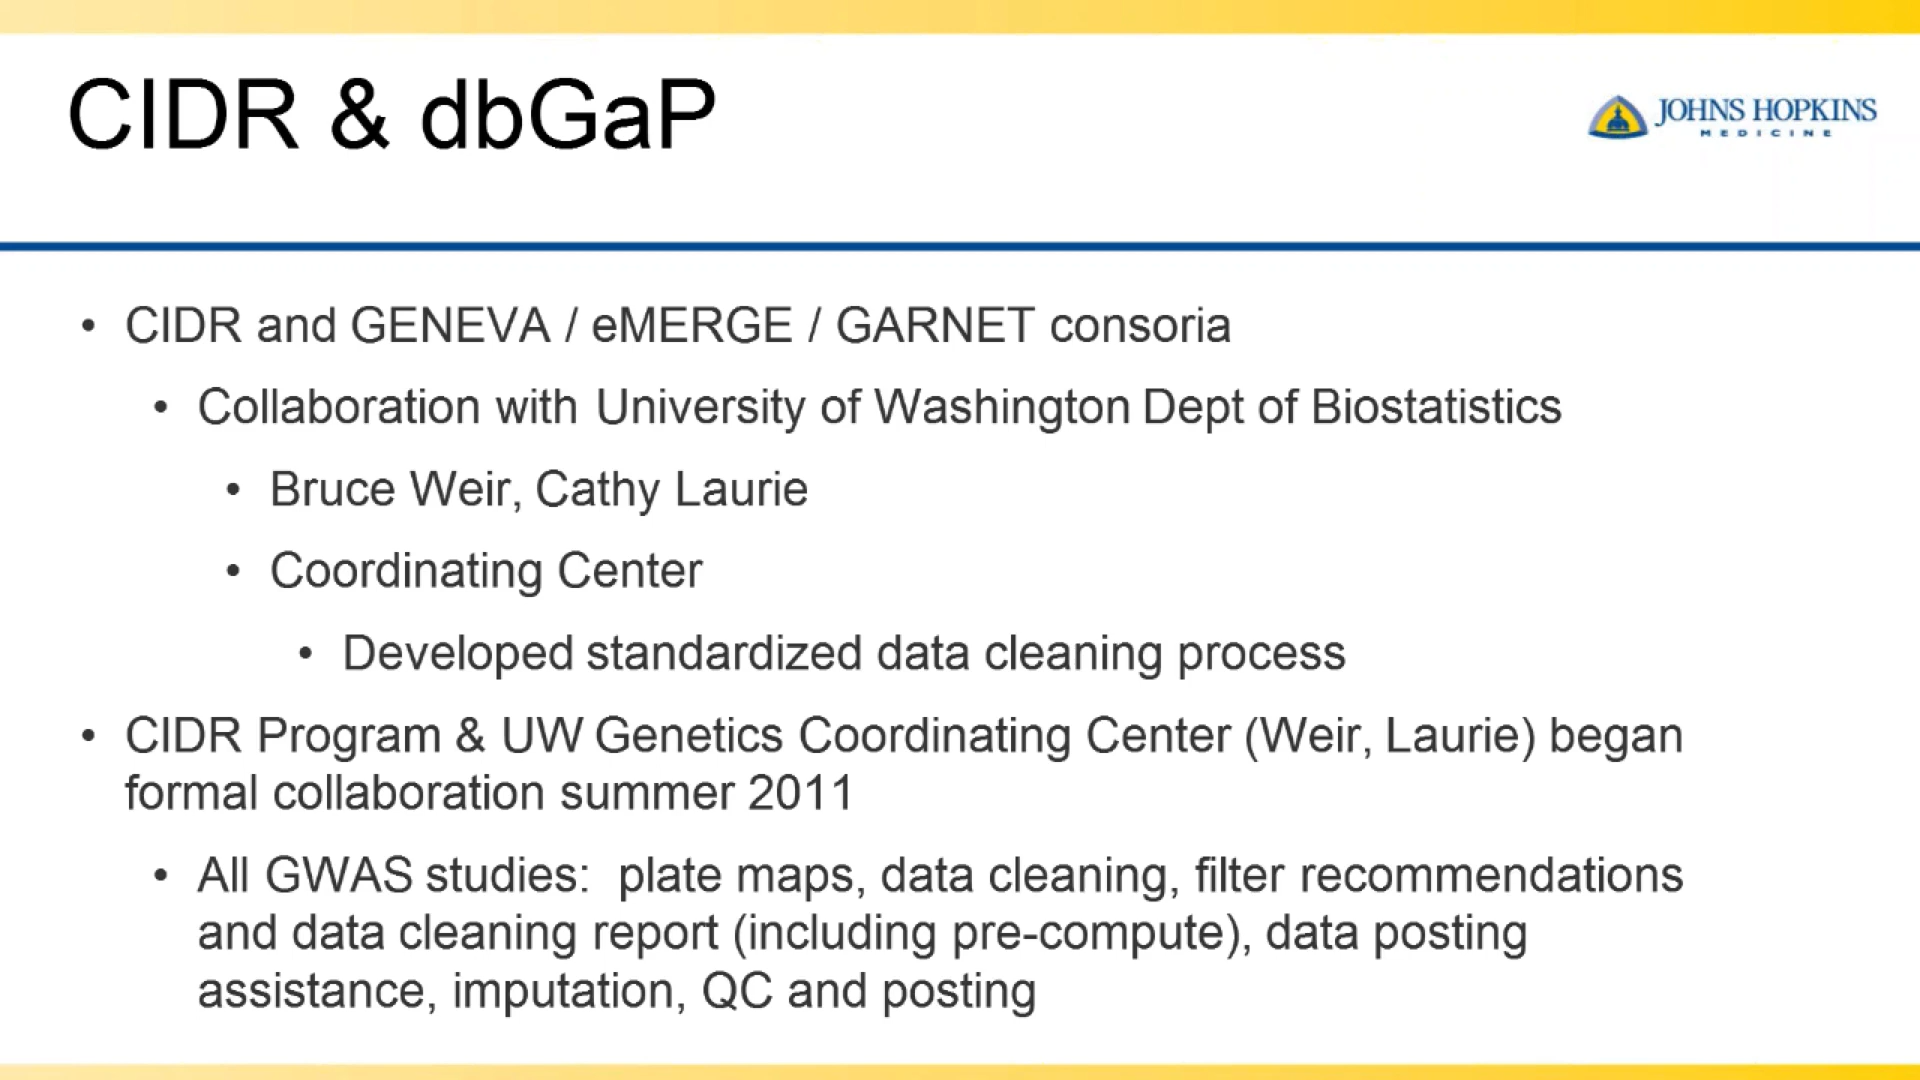 CIDR & dbGaP
JOHNS HOPKINS
MEDICINE
• CIDR and GENEVA / eMERGE / GARNET consoria
• Collaboration with University of Washington Dept of Biostatistics
• Bruce Weir, Cathy Laurie
• Coordinating Center
• Developed standardized data cleaning process
• CIDR Program & UW Genetics Coordinating Center (Weir, Laurie) began
formal collaboration summer 2011
• All GWAS studies:  plate maps, data cleaning, filter recommendations
and data cleaning report (including pre-compute), data posting
assistance, imputation, QC and posting